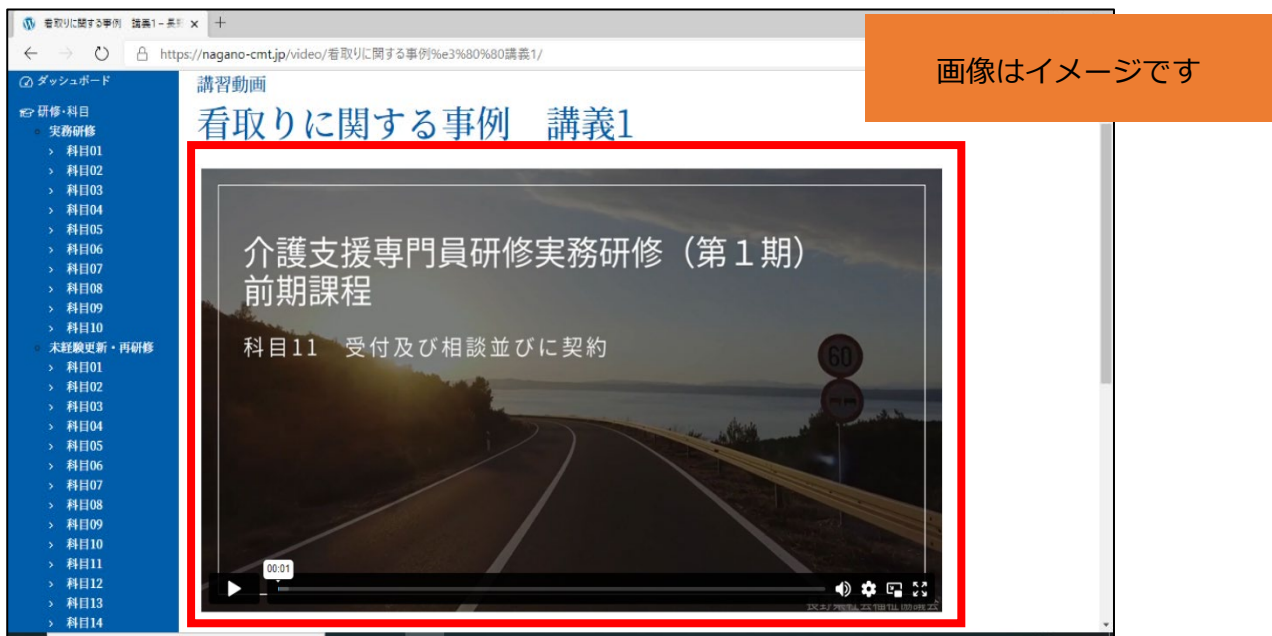 看取りに関する事例 講義1 – 長野
https://nagano-cmt.jp/video/看取りに関する事例%e3%80%80講義1/
画像はイメージです
ダッシュボード
研修・科目
実務研修
科目01
科目02
科目03
科目04
科目05
科目06
科目07
科目08
科目09
科目10
未経験更新・再研修
科目01
科目02
科目03
科目04
科目05
科目06
科目07
科目08
科目09
科目10
科目11
科目12
科目13
科目14
講習動画
看取りに関する事例 講義1
介護支援専門員研修実務研修（第１期）
前期課程
科目11 受付及び相談並びに契約
60
00:01
長野県社会福祉協議会